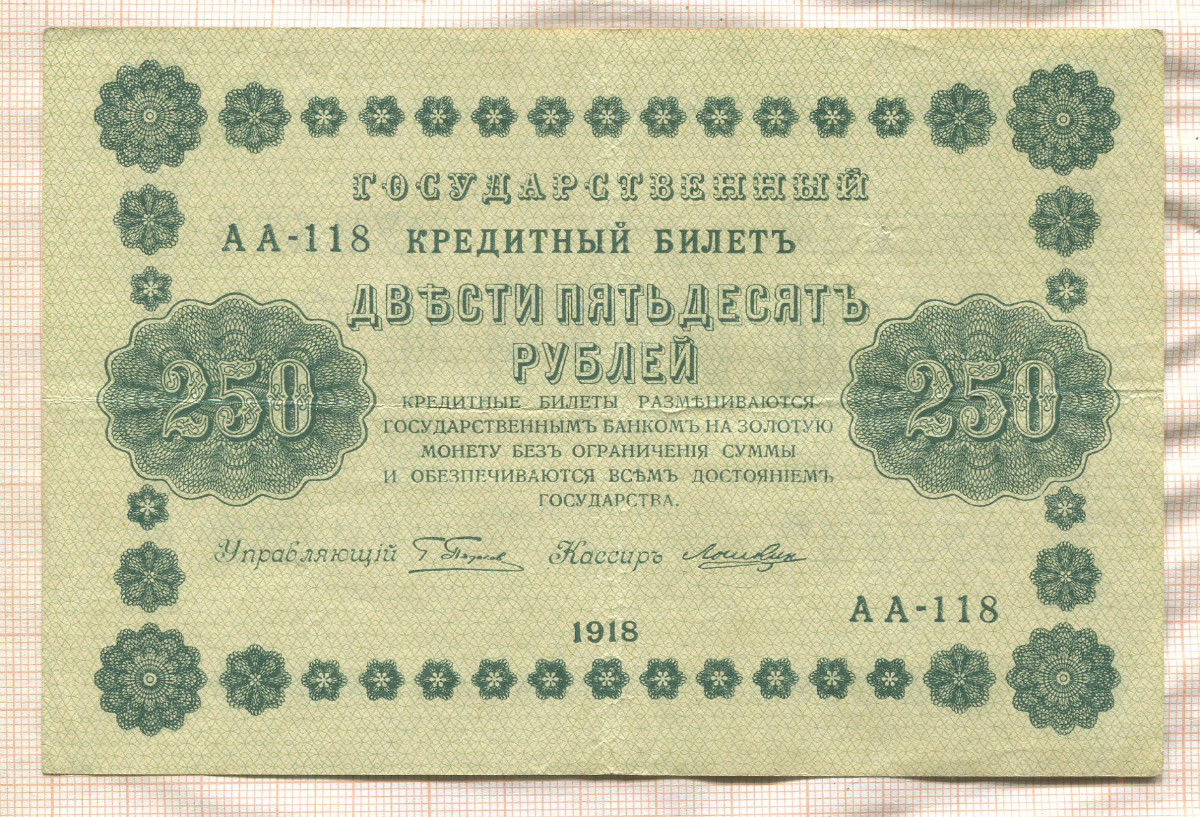 ГОСУДАРСТВЕННЫЙ
АА-118 КРЕДИТНЫЙ БИЛЕТЪ
ДВѢСТИ ПЯТЬДЕСЯТЪ
РУБЛЕЙ
250
250
КРЕДИТНЫЕ БИЛЕТЫ РАЗМѢНИВАЮТСЯ
ГОСУДАРСТВЕННЫМЪ БАНКОМЪ НА ЗОЛОТУЮ
МОНЕТУ БЕЗЪ ОГРАНИЧЕНІЯ СУММЫ
И ОБЕЗПЕЧИВАЮТСЯ ВСѢМЪ ДОСТОЯНІЕМЪ
ГОСУДАРСТВА.
Управляющій Кассиръ
АА-118
1918